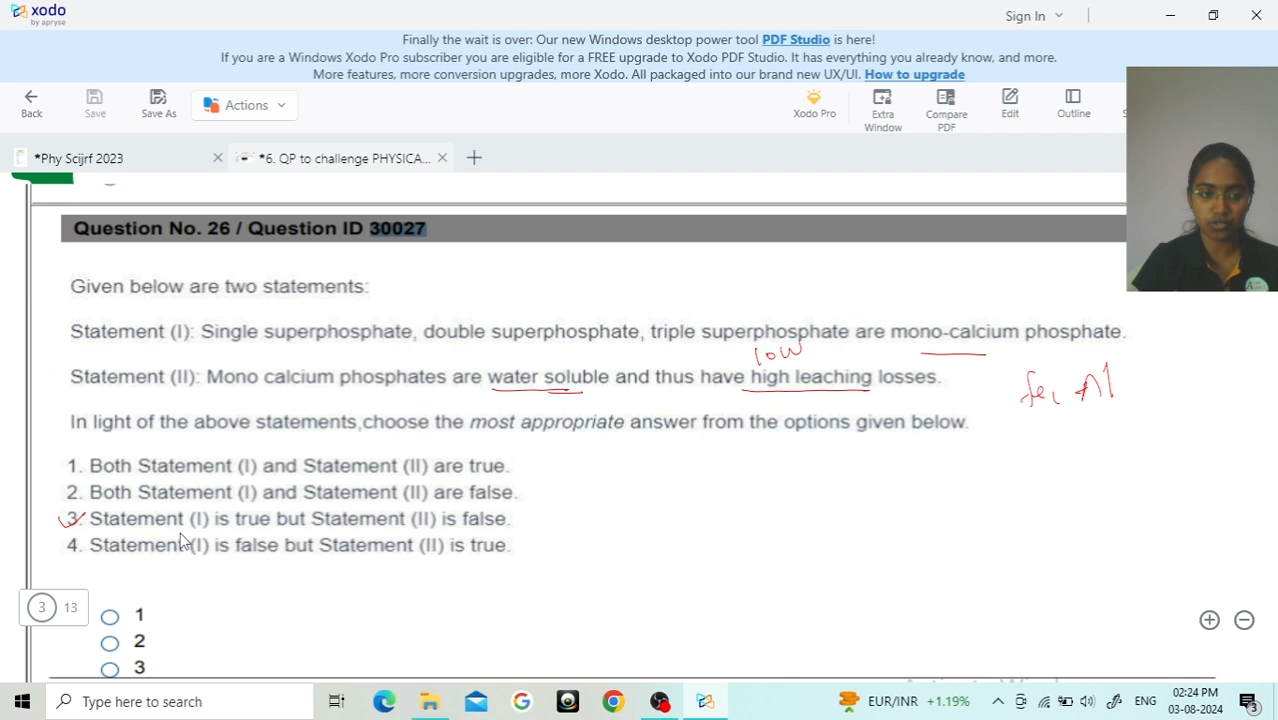 xodo
by apryse
Sign In
Finally the wait is over: Our new Windows desktop power tool PDF Studio is here!
If you are a Windows Xodo Pro subscriber you are eligible for a FREE upgrade to Xodo PDF Studio. It has everything you already know, and more.
More features, more conversion upgrades, more Xodo. All packaged into our brand new UX/UI. How to upgrade
Back
Save
Save As
Actions
Xodo Pro
Extra Window
Compare PDF
Edit
Outline
*Phy Scijrf 2023
*6. QP to challenge PHYSICA...
Question No. 26 / Question ID 30027
Given below are two statements:
Statement (I): Single superphosphate, double superphosphate, triple superphosphate are mono-calcium phosphate.
low
Statement (II): Mono calcium phosphates are water soluble and thus have high leaching losses.
fe, Al
In light of the above statements,choose the most appropriate answer from the options given below.
1. Both Statement (I) and Statement (II) are true.
2. Both Statement (I) and Statement (II) are false.
3. Statement (I) is true but Statement (II) is false.
4. Statement (I) is false but Statement (II) is true.
3 13
1
2
3
Type here to search
EUR/INR +1.19%
ENG
02:24 PM
03-08-2024
3